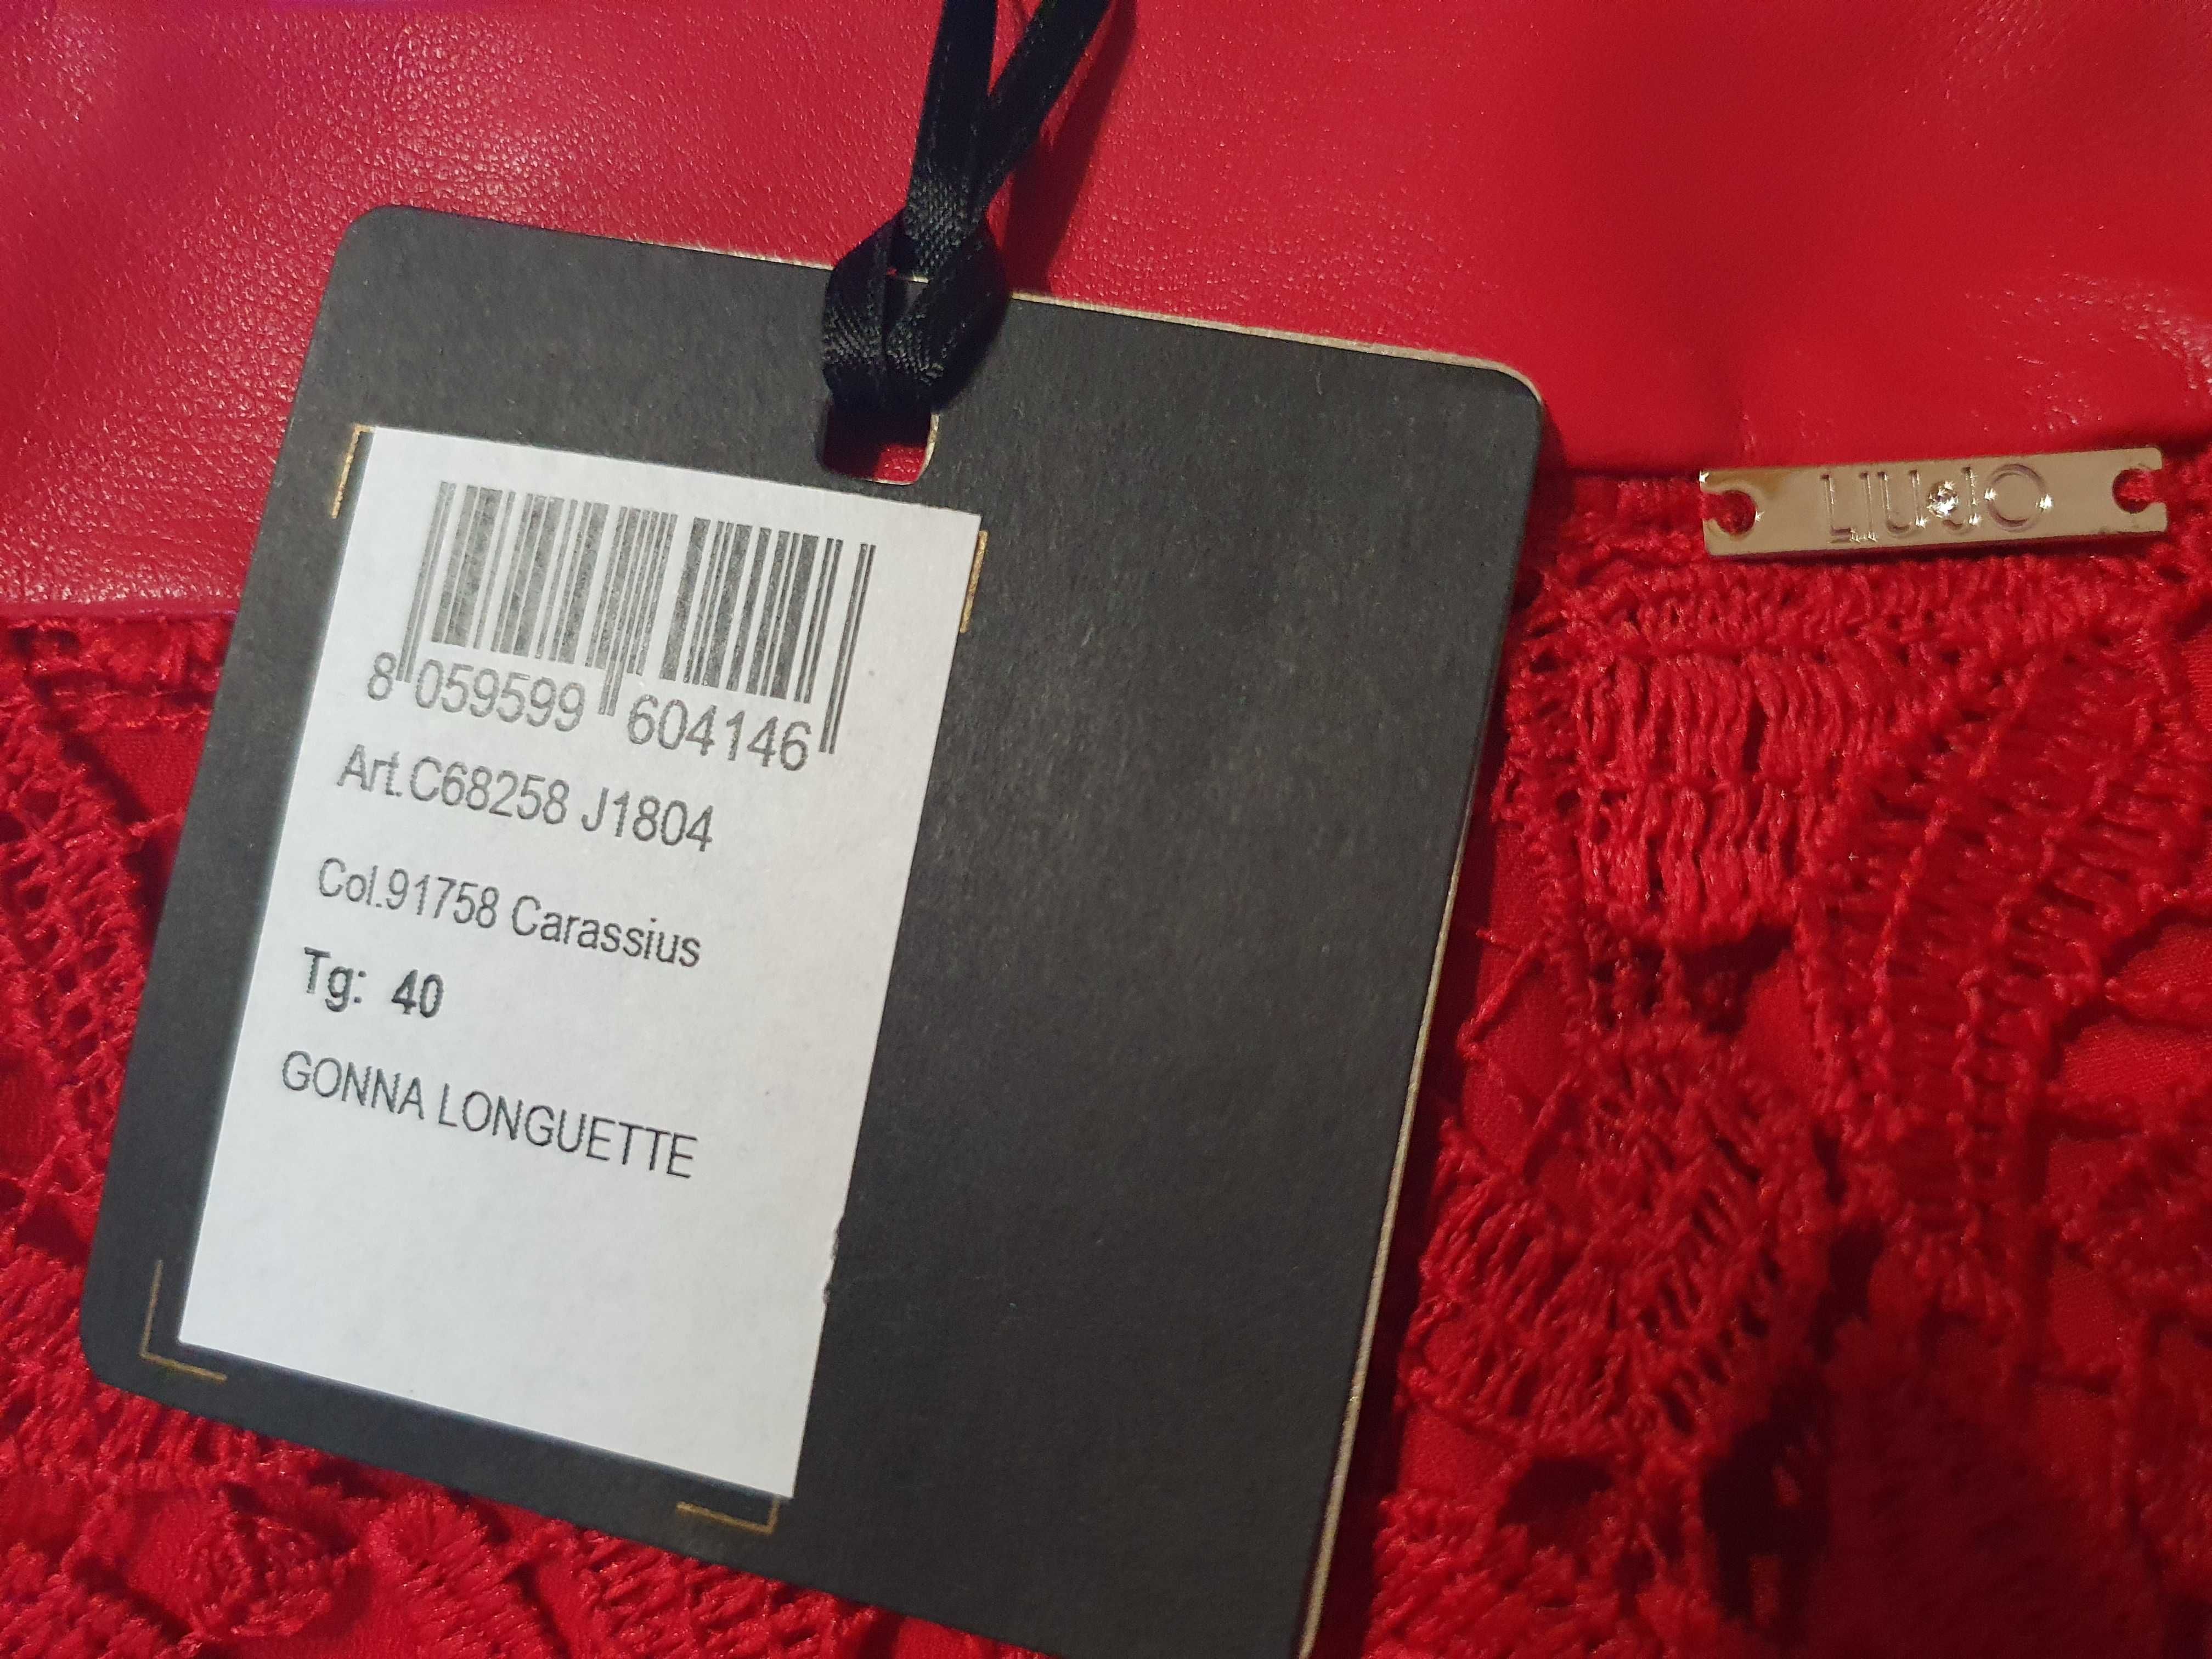 8 059599 604146
Art.C68258 J1804
Col.91758 Carassius
Tg: 40
GONNA LONGUETTE
LIU•JO